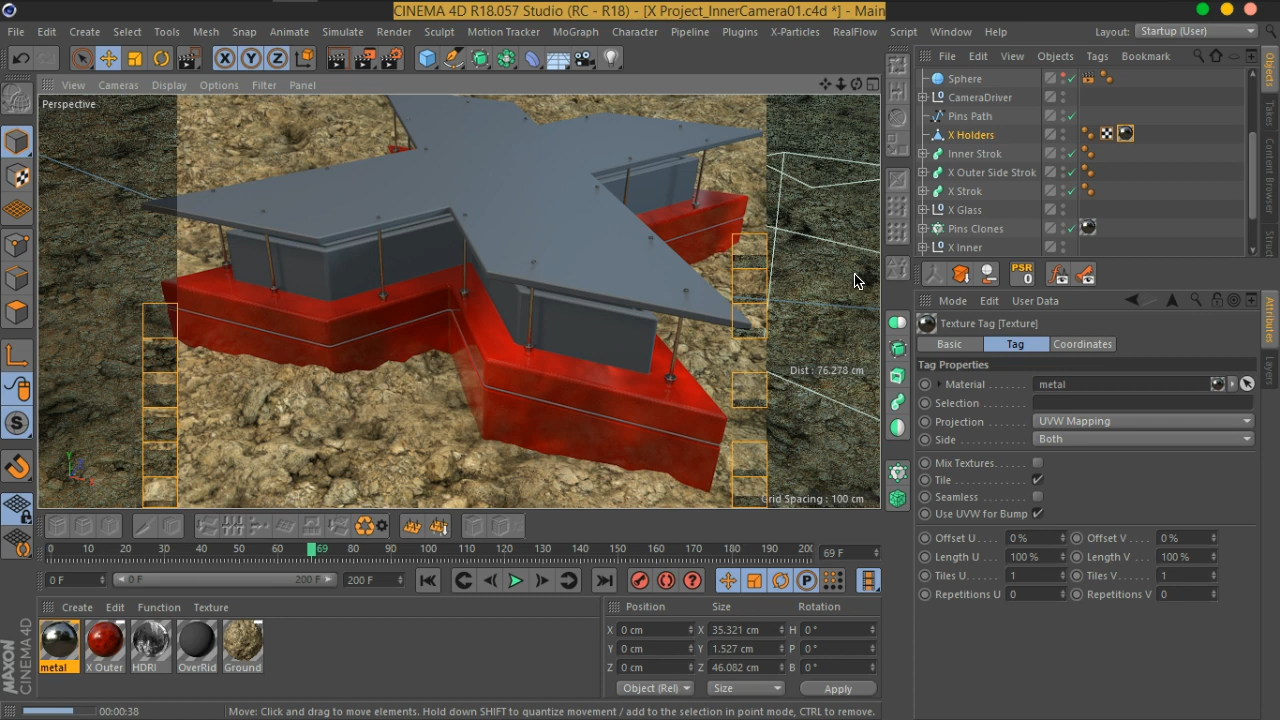 CINEMA 4D R18.057 Studio (RC - R18) - [X Project_InnerCamera01.c4d *] - Main
File Edit Create Select Tools Mesh Snap Animate Simulate Render Sculpt Motion Tracker MoGraph Character Pipeline Plugins X-Particles RealFlow Script Window Help Layout: Startup (User)
X Y Z
File Edit View Objects Tags Bookmark
View Cameras Display Options Filter Panel
Perspective
Sphere
CameraDriver
Pins Path
X Holders
Inner Strok
X Outer Side Strok
X Strok
X Glass
Pins Clones
X Inner
Objects
Takes
Content Browser
Struct
PSR
0
Mode Edit User Data
Texture Tag [Texture]
Basic Tag Coordinates
Tag Properties
Material metal
Selection
Projection UVW Mapping
Side Both
Mix Textures
Tile
Seamless
Use UVW for Bump
Offset U 0 % Offset V 0 %
Length U 100 % Length V 100 %
Tiles U 1 Tiles V 1
Repetitions U 0 Repetitions V 0
Attributes
Layers
Dist : 76.278 cm
Grid Spacing : 100 cm
0 10 20 30 40 50 60 69 80 90 100 110 120 130 140 150 160 170 180 190 200 69 F
0 F 0 F 200 F 200 F
P
Create Edit Function Texture
metal X Outer HDRI OverRid Ground
Position Size Rotation
X 0 cm X 35.321 cm H 0 °
Y 0 cm Y 1.527 cm P 0 °
Z 0 cm Z 46.082 cm B 0 °
Object (Rel) Size Apply
MAXON
CINEMA 4D
00:00:38 Move: Click and drag to move elements. Hold down SHIFT to quantize movement / add to the selection in point mode, CTRL to remove.